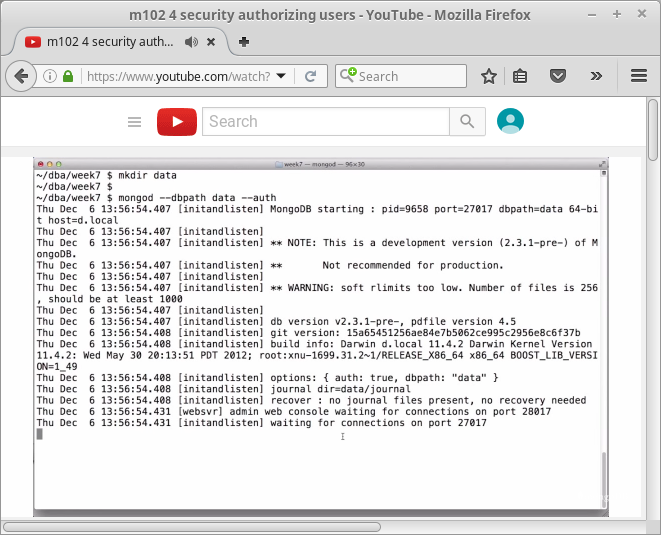 m102 4 security authorizing users - YouTube - Mozilla Firefox
m102 4 security auth...
https://www.youtube.com/watch?
Search
Search
week7 — mongod — 96×30
~/dba/week7 $ mkdir data
~/dba/week7 $
~/dba/week7 $ mongod --dbpath data --auth
Thu Dec  6 13:56:54.407 [initandlisten] MongoDB starting : pid=9658 port=27017 dbpath=data 64-bi
t host=d.local
Thu Dec  6 13:56:54.407 [initandlisten]
Thu Dec  6 13:56:54.407 [initandlisten] ** NOTE: This is a development version (2.3.1-pre-) of M
ongoDB.
Thu Dec  6 13:56:54.407 [initandlisten] **       Not recommended for production.
Thu Dec  6 13:56:54.407 [initandlisten]
Thu Dec  6 13:56:54.407 [initandlisten] ** WARNING: soft rlimits too low. Number of files is 256
, should be at least 1000
Thu Dec  6 13:56:54.407 [initandlisten]
Thu Dec  6 13:56:54.407 [initandlisten] db version v2.3.1-pre-, pdfile version 4.5
Thu Dec  6 13:56:54.408 [initandlisten] git version: 15a65451256ae84e7b5062ce995c2956e8c6f37b
Thu Dec  6 13:56:54.408 [initandlisten] build info: Darwin d.local 11.4.2 Darwin Kernel Version
11.4.2: Wed May 30 20:13:51 PDT 2012; root:xnu-1699.31.2~1/RELEASE_X86_64 x86_64 BOOST_LIB_VERSI
ON=1_49
Thu Dec  6 13:56:54.408 [initandlisten] options: { auth: true, dbpath: "data" }
Thu Dec  6 13:56:54.408 [initandlisten] journal dir=data/journal
Thu Dec  6 13:56:54.408 [initandlisten] recover : no journal files present, no recovery needed
Thu Dec  6 13:56:54.431 [websvr] admin web console waiting for connections on port 28017
Thu Dec  6 13:56:54.431 [initandlisten] waiting for connections on port 27017